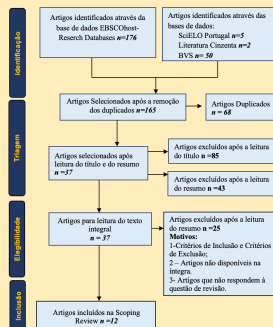 Identificação
Artigos identificados através da
base de dados EBSCOhost-
Reserch Databases n=176
Artigos identificados através das
bases de dados:
SciELO Portugal n=5
Literatura Cinzenta n=2
BVS n= 50
Triagem
Artigos Selecionados após a remoção
dos duplicados n=165
Artigos Duplicados
n = 68
Artigos selecionados após
leitura do título e do resumo
n =37
Artigos excluídos após a leitura
do título n=85
Artigos excluídos após a leitura
do resumo n =43
Elegibilidade
Artigos para leitura do texto
integral
n = 37
Artigos excluídos após a leitura
do resumo n =25
Motivos:
1-Critérios de Inclusão e Critérios
de Exclusão;
2 – Artigos não disponíveis na
íntegra.
3- Artigos que não respondem à
questão de revisão.
Inclusão
Artigos incluídos na Scoping
Review n =12